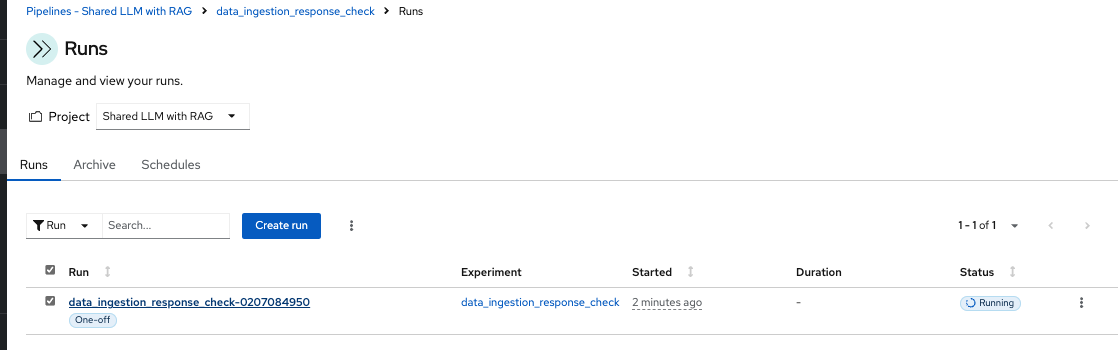 Pipelines - Shared LLM with RAG > data_ingestion_response_check > Runs
Runs
Manage and view your runs.
Project Shared LLM with RAG
Runs Archive Schedules
Run Search... Create run 1 - 1 of 1
Run Experiment Started Duration Status
data_ingestion_response_check-0207084950 data_ingestion_response_check 2 minutes ago - Running
One-off